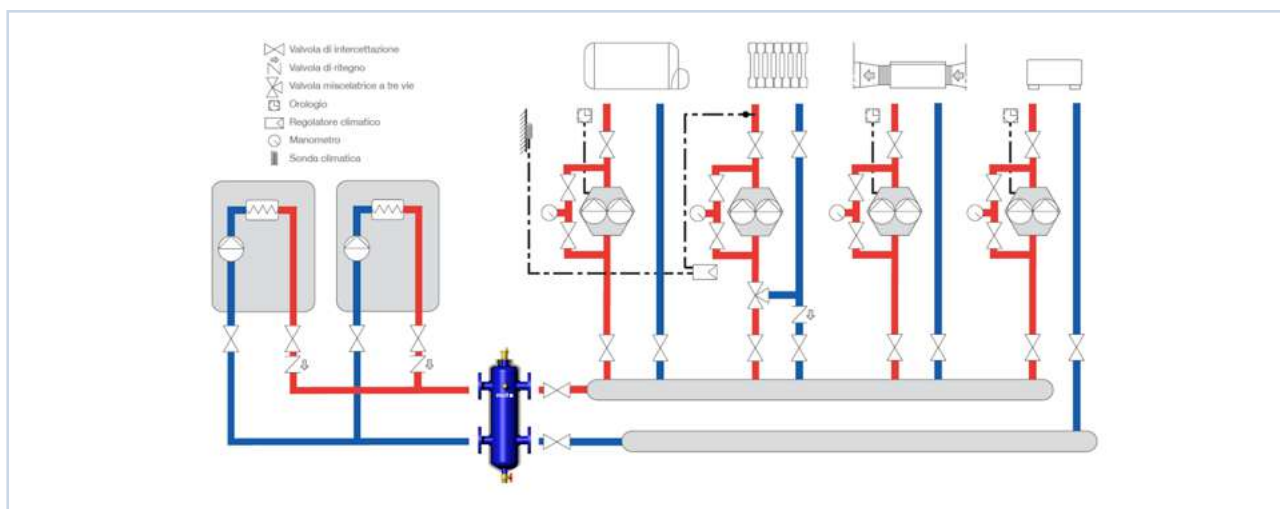 Valvola di intercettazione
Valvola di ritegno
Valvola miscelatrice a tre vie
Orologio
Regolatore climatico
Manometro
Sonda climatica